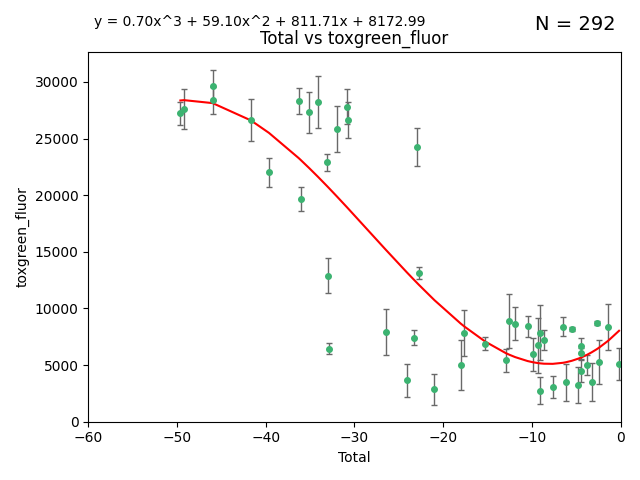 y = 0.70x^3 + 59.10x^2 + 811.71x + 8172.99
N = 292
Total vs toxgreen_fluor
30000
25000
20000
15000
10000
5000
0
toxgreen_fluor
−60
−50
−40
−30
−20
−10
0
Total